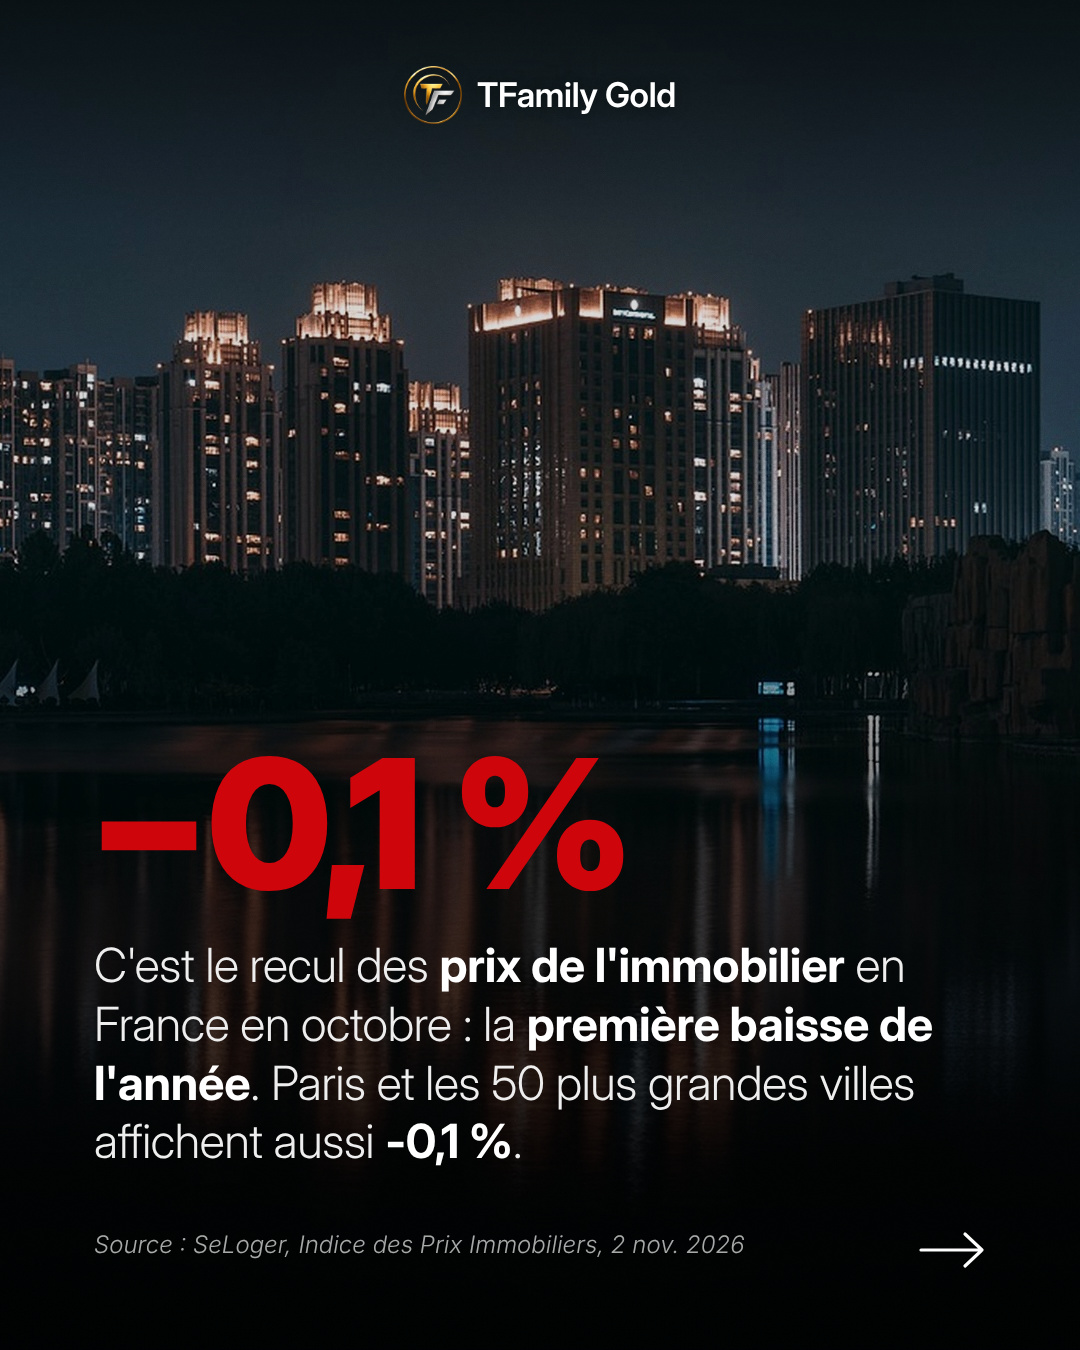 TFamily Gold
–0,1 %
C'est le recul des prix de l'immobilier en
France en octobre : la première baisse de
l'année. Paris et les 50 plus grandes villes
affichent aussi -0,1 %.
Source : SeLoger, Indice des Prix Immobiliers, 2 nov. 2026